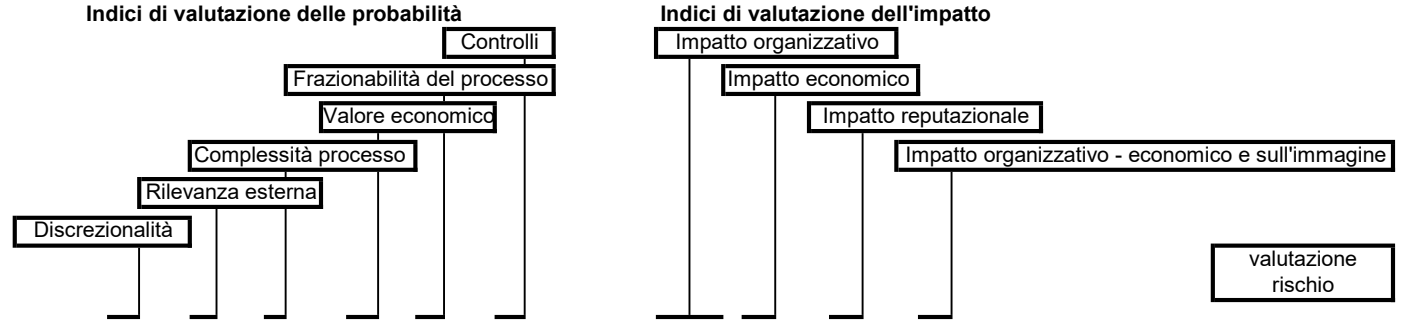 Indici di valutazione delle probabilità
Indici di valutazione dell'impatto
Controlli
Impatto organizzativo
Frazionabilità del processo
Impatto economico
Valore economico
Impatto reputazionale
Complessità processo
Impatto organizzativo - economico e sull'immagine
Rilevanza esterna
Discrezionalità
valutazione
rischio